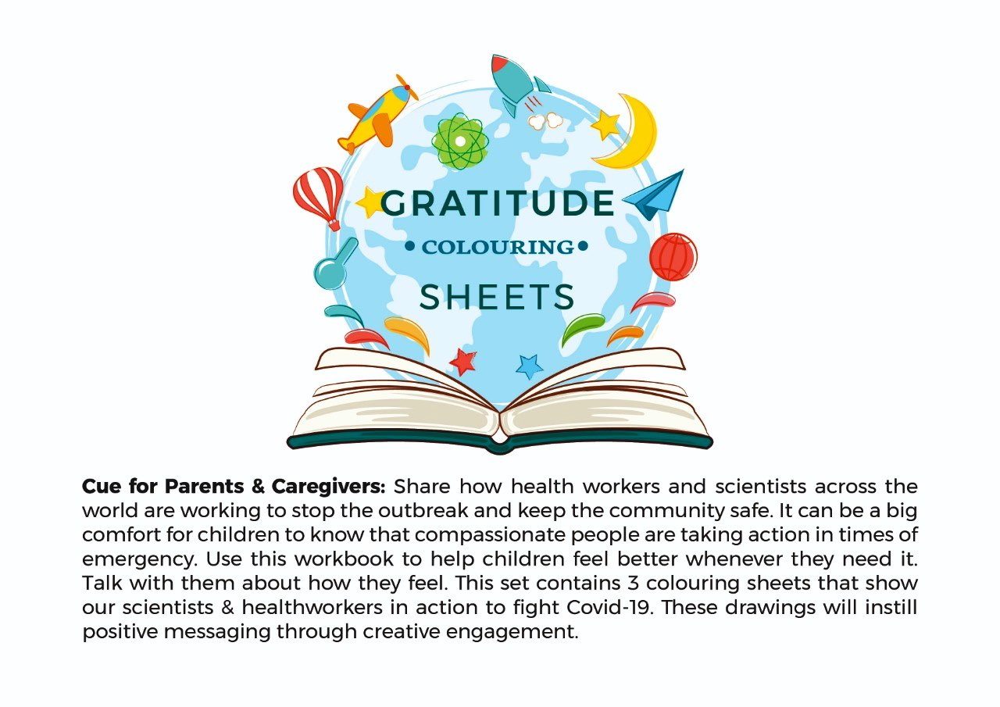 GRATITUDE
• COLOURING •
SHEETS
Cue for Parents & Caregivers: Share how health workers and scientists across the
world are working to stop the outbreak and keep the community safe. It can be a big
comfort for children to know that compassionate people are taking action in times of
emergency. Use this workbook to help children feel better whenever they need it.
Talk with them about how they feel. This set contains 3 colouring sheets that show
our scientists & healthworkers in action to fight Covid-19. These drawings will instill
positive messaging through creative engagement.